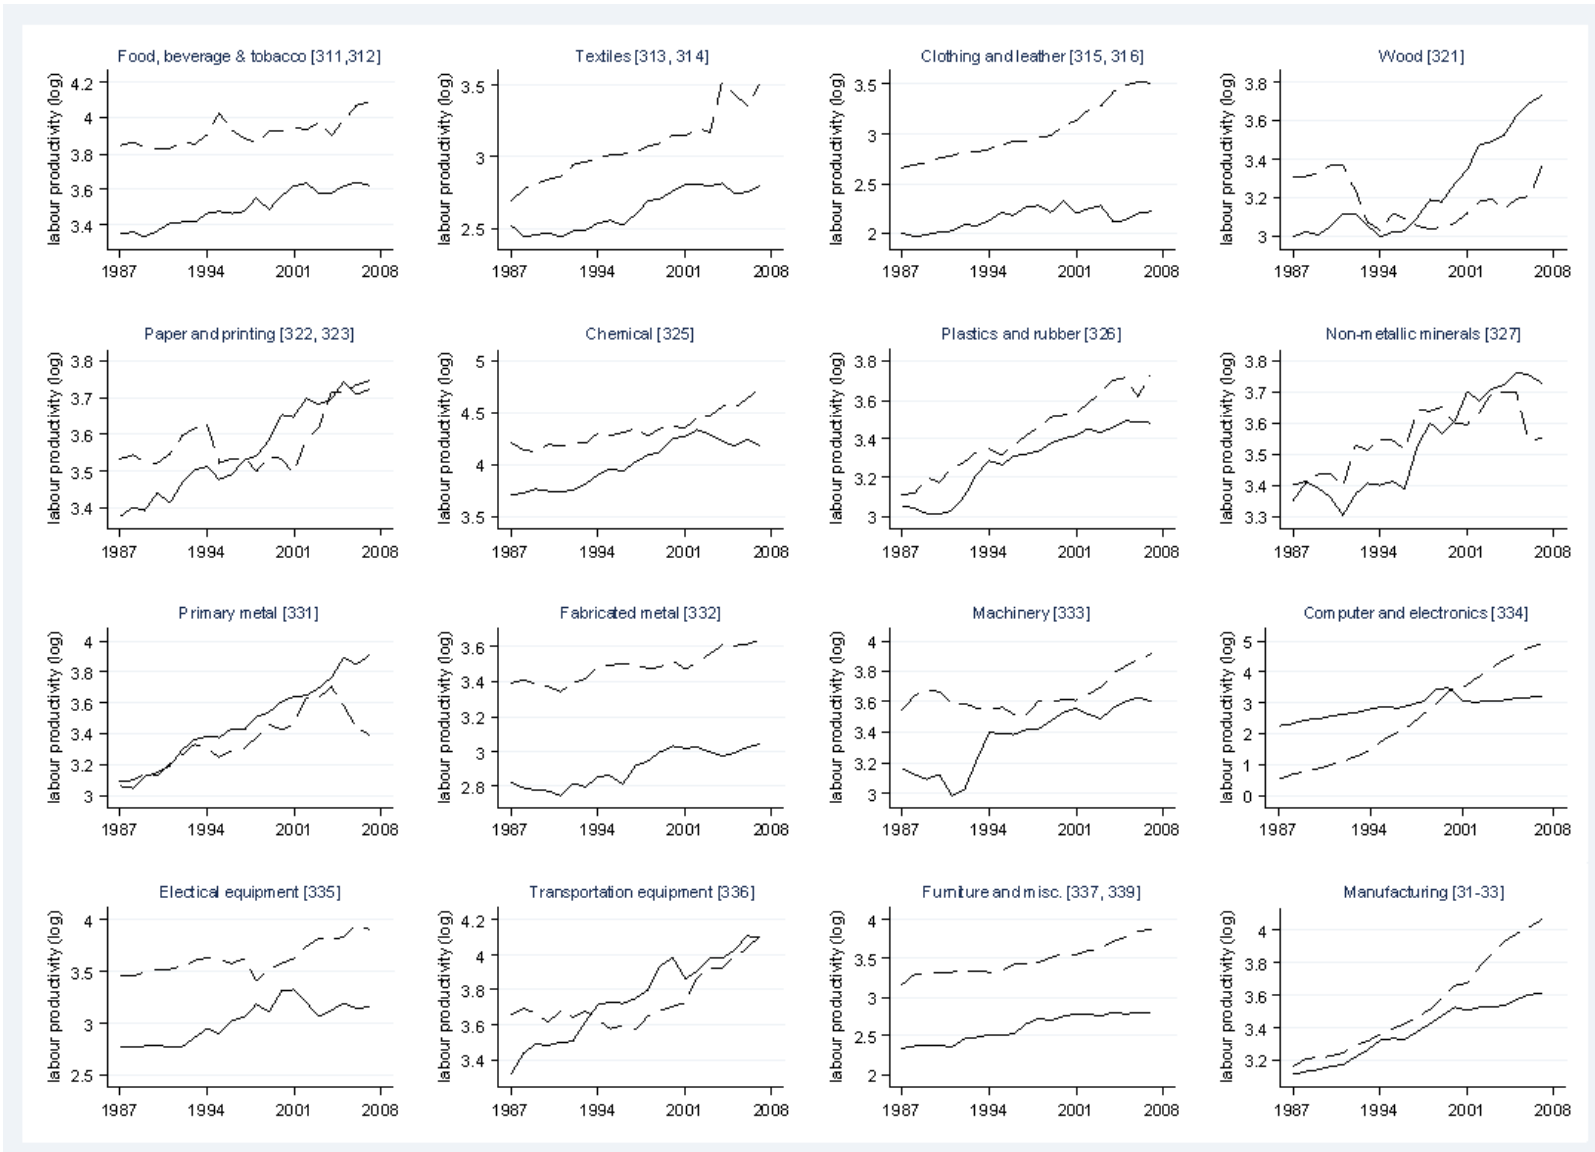 Food, beverage & tobacco [311,312]
labour productivity (log)
4.2
4
3.8
3.6
3.4
1987 1994 2001 2008
Textiles [313, 314]
labour productivity (log)
3.5
3
2.5
1987 1994 2001 2008
Clothing and leather [315, 316]
labour productivity (log)
3.5
3
2.5
2
1987 1994 2001 2008
Wood [321]
labour productivity (log)
3.8
3.6
3.4
3.2
3
1987 1994 2001 2008
Paper and printing [322, 323]
labour productivity (log)
3.8
3.7
3.6
3.5
3.4
1987 1994 2001 2008
Chemical [325]
labour productivity (log)
5
4.5
4
3.5
1987 1994 2001 2008
Plastics and rubber [326]
labour productivity (log)
3.8
3.6
3.4
3.2
3
1987 1994 2001 2008
Non-metallic minerals [327]
labour productivity (log)
3.8
3.7
3.6
3.5
3.4
3.3
1987 1994 2001 2008
Primary metal [331]
labour productivity (log)
4
3.8
3.6
3.4
3.2
3
1987 1994 2001 2008
Fabricated metal [332]
labour productivity (log)
3.6
3.4
3.2
3
2.8
1987 1994 2001 2008
Machinery [333]
labour productivity (log)
4
3.8
3.6
3.4
3.2
3
1987 1994 2001 2008
Computer and electronics [334]
labour productivity (log)
5
4
3
2
1
0
1987 1994 2001 2008
Electical equipment [335]
labour productivity (log)
4
3.5
3
2.5
1987 1994 2001 2008
Transportation equipment [336]
labour productivity (log)
4.2
4
3.8
3.6
3.4
1987 1994 2001 2008
Furniture and misc. [337, 339]
labour productivity (log)
4
3.5
3
2.5
2
1987 1994 2001 2008
Manufacturing [31-33]
labour productivity (log)
4
3.8
3.6
3.4
3.2
1987 1994 2001 2008